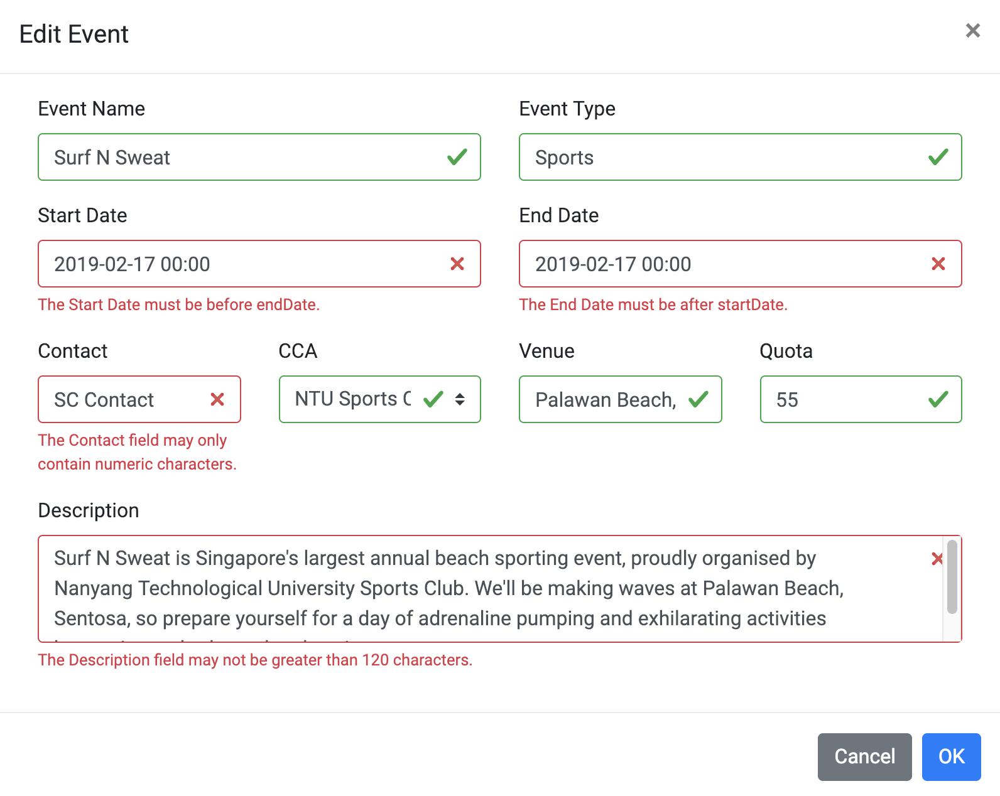 Edit Event
Event Name
Event Type
Surf N Sweat
Sports
Start Date
End Date
2019-02-17 00:00
2019-02-17 00:00
The Start Date must be before endDate.
The End Date must be after startDate.
Contact
CCA
Venue
Quota
SC Contact
NTU Sports
Palawan Beach,
55
The Contact field may only
contain numeric characters.
Description
Surf N Sweat is Singapore's largest annual beach sporting event, proudly organised by
Nanyang Technological University Sports Club. We'll be making waves at Palawan Beach,
Sentosa, so prepare yourself for a day of adrenaline pumping and exhilarating activities
The Description field may not be greater than 120 characters.
Cancel
OK